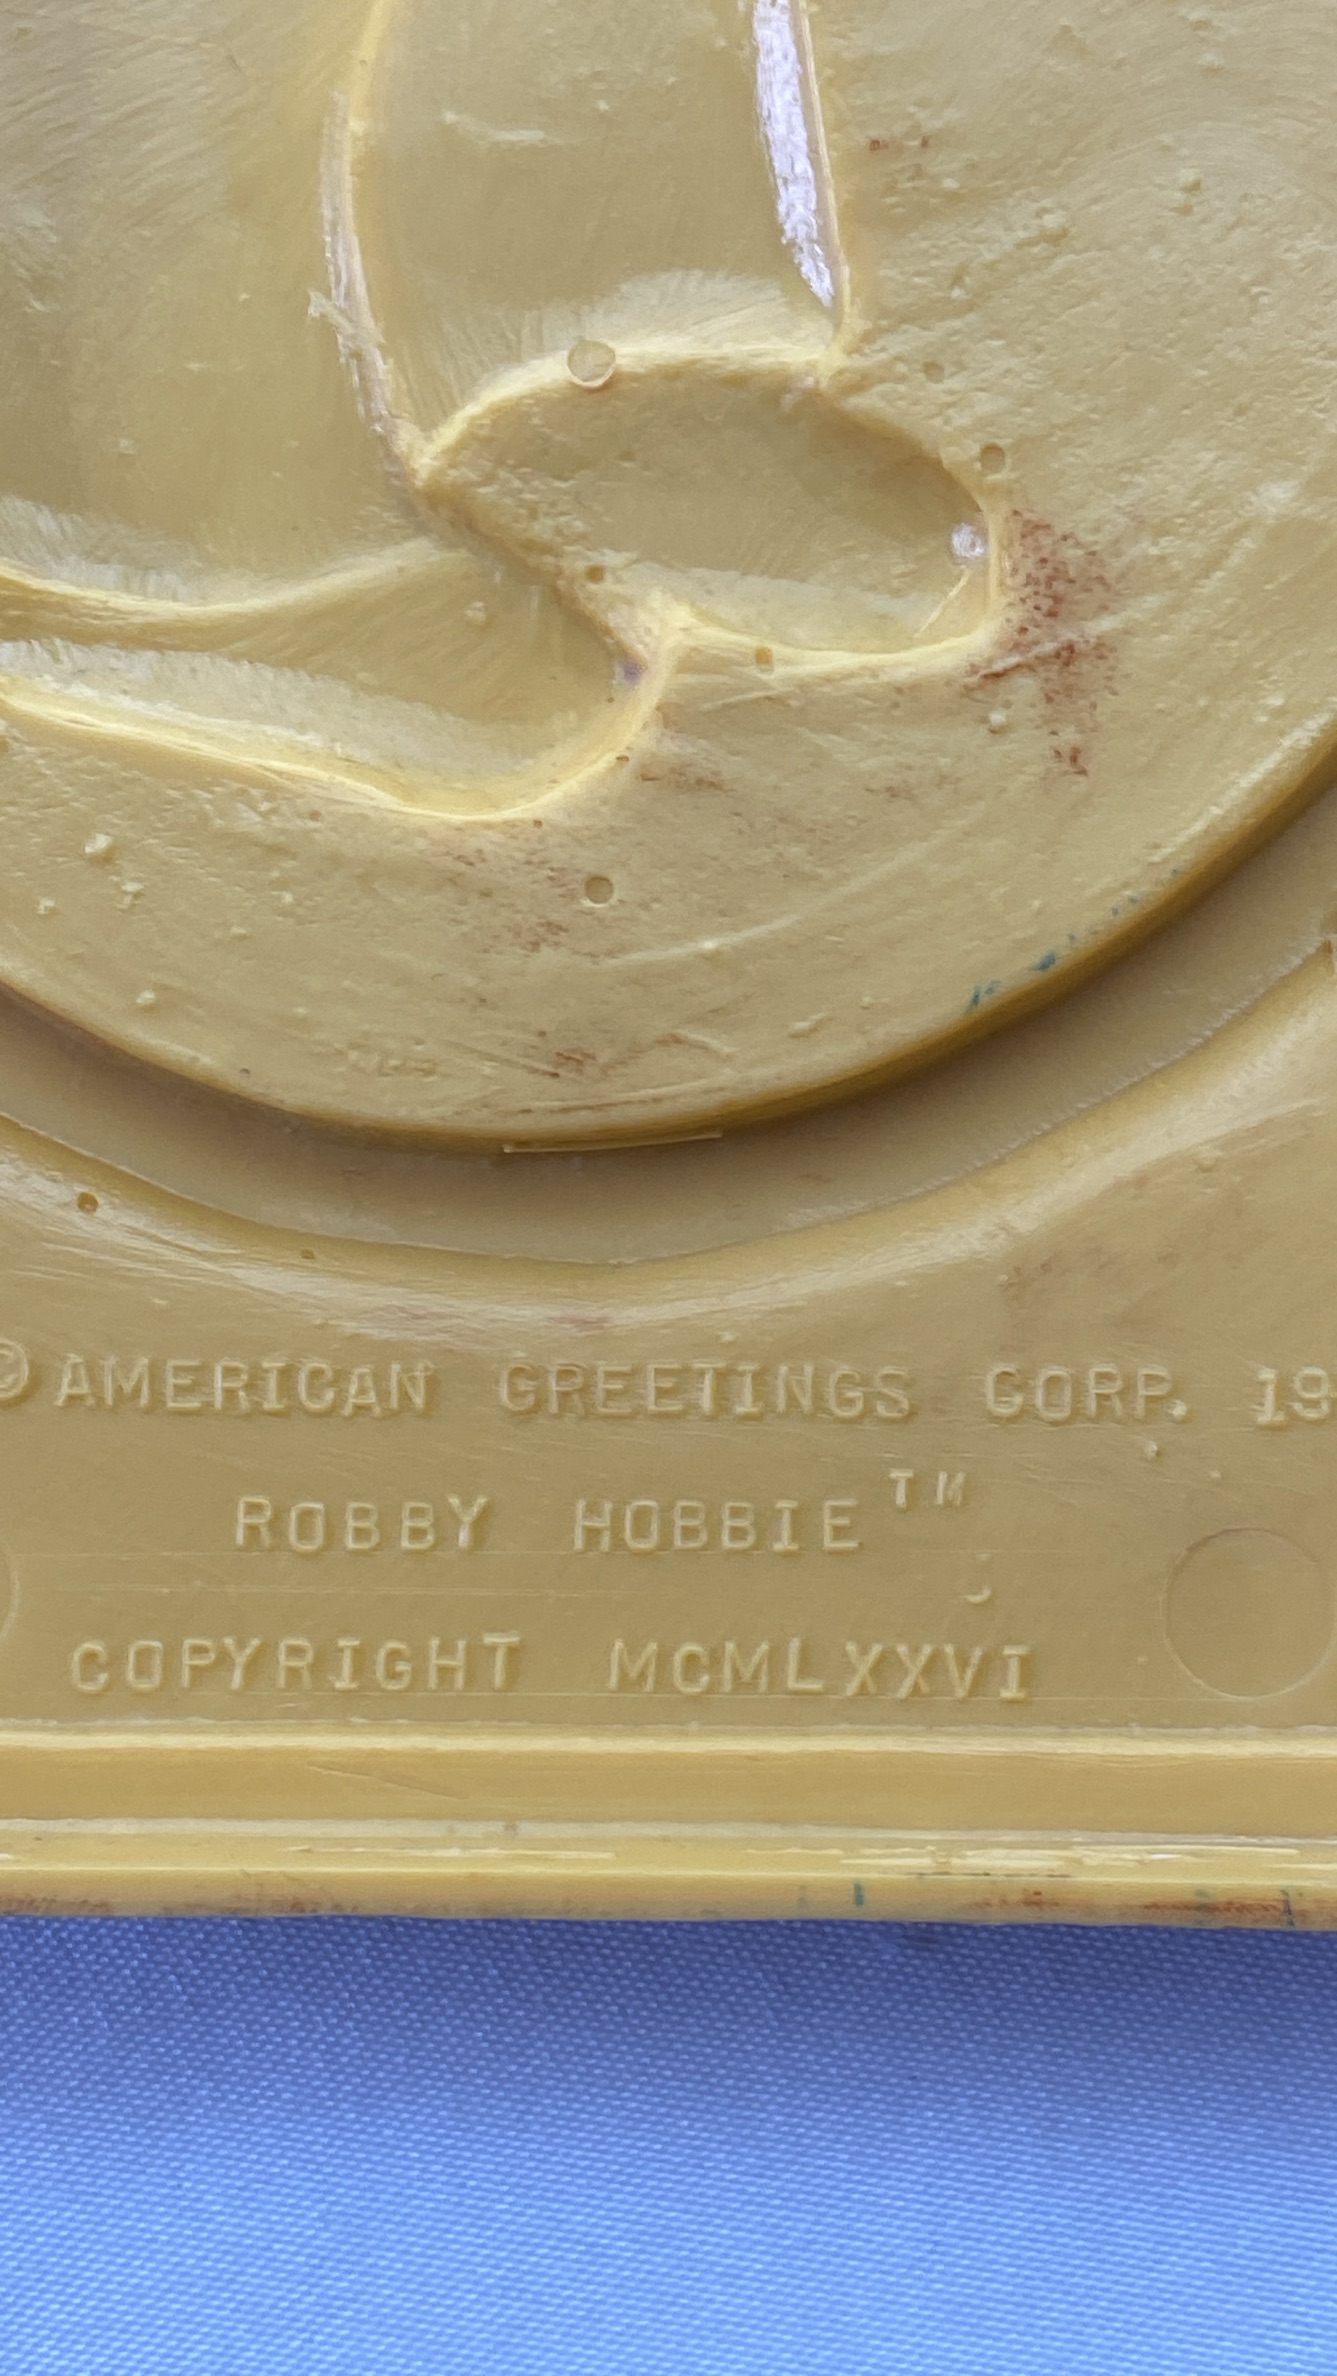 ©AMERICAN GREETINGS CORP. 19
ROBBY HOBBIE™
COPYRIGHT MCMLXXVI